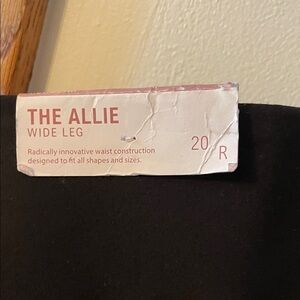 THE ALLIE
WIDE LEG
Radically innovative waist construction
designed to fit all shapes and sizes.
20 R